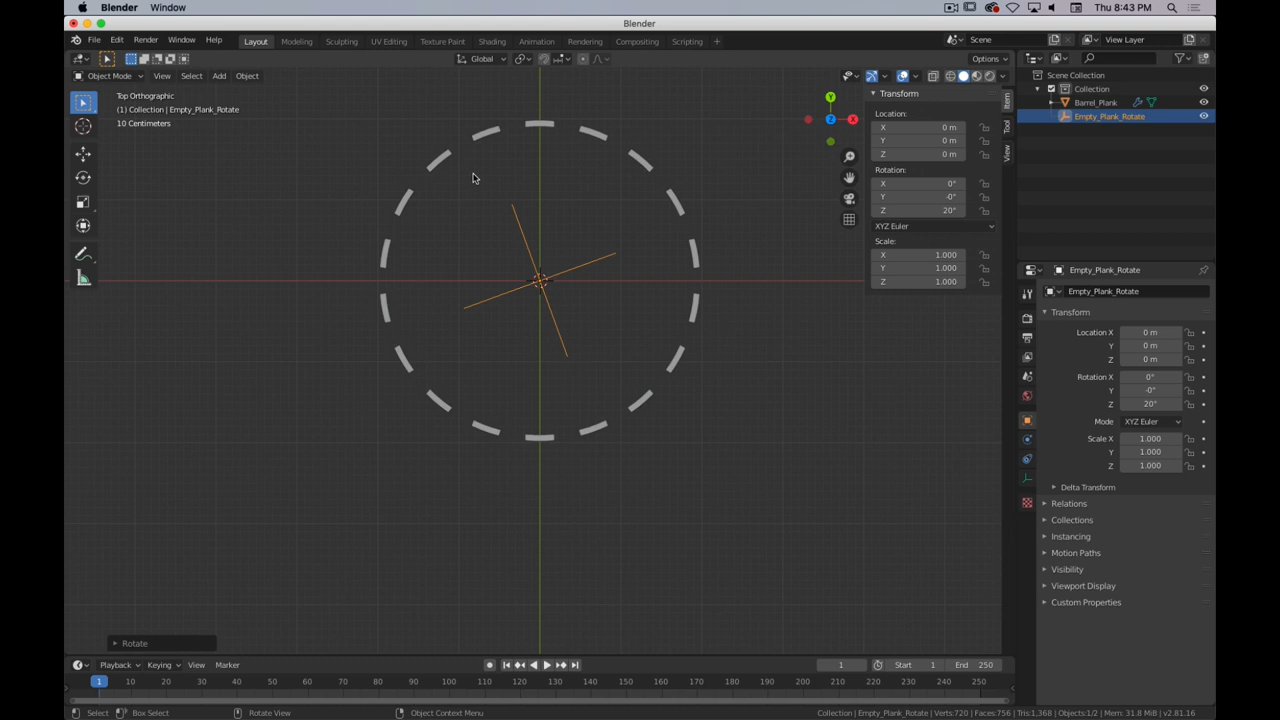 Blender Window Thu 8:43 PM
Blender
File Edit Render Window Help
Layout Modeling Sculpting UV Editing Texture Paint Shading Animation Rendering Compositing Scripting +
Scene View Layer
Global Options
Object Mode View Select Add Object
Top Orthographic
(1) Collection | Empty_Plank_Rotate
10 Centimeters
Y
Z
X
Transform
Location:
X 0 m
Y 0 m
Z 0 m
Rotation:
X 0°
Y -0°
Z 20°
XYZ Euler
Scale:
X 1.000
Y 1.000
Z 1.000
Item
Tool
View
Scene Collection
Collection
Barrel_Plank
Empty_Plank_Rotate
Empty_Plank_Rotate
Empty_Plank_Rotate
Transform
Location X 0 m
Y 0 m
Z 0 m
Rotation X 0°
Y -0°
Z 20°
Mode XYZ Euler
Scale X 1.000
Y 1.000
Z 1.000
Delta Transform
Relations
Collections
Instancing
Motion Paths
Visibility
Viewport Display
Custom Properties
Rotate
Playback Keying View Marker 1 Start 1 End 250
1 10 20 30 40 50 60 70 80 90 100 110 120 130 140 150 160 170 180 190 200 210 220 230 240 250
Select Box Select Rotate View Object Context Menu Collection | Empty_Plank_Rotate | Verts:720 | Faces:756 | Tris:1,368 | Objects:1/2 | Mem: 31.8 MiB | v2.81.16